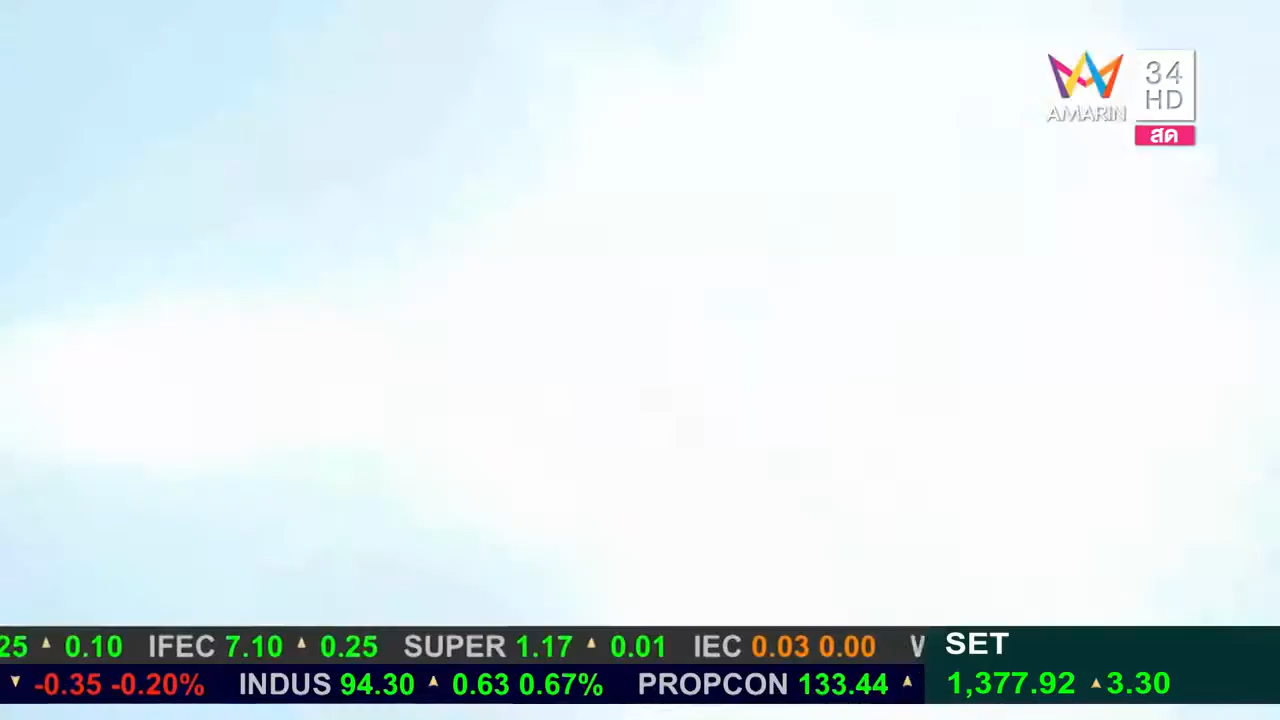 34
HD
AMARIN
สด
25 0.10 IFEC 7.10 0.25 SUPER 1.17 0.01 IEC 0.03 0.00
SET
-0.35 -0.20% INDUS 94.30 0.63 0.67% PROPCON 133.44
1,377.92 3.30